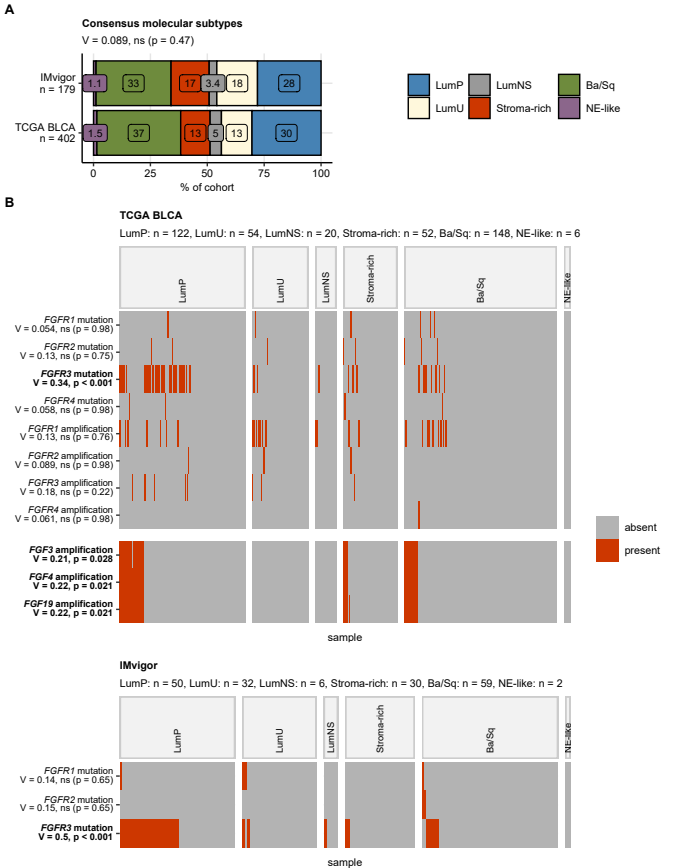 A
Consensus molecular subtypes
V = 0.089, ns (p = 0.47)
IMvigor
n = 179
1.1
33
17
3.4
18
28
TCGA BLCA
n = 402
1.5
37
13
5
13
30
0
25
50
75
100
% of cohort
LumP
LumNS
Ba/Sq
LumU
Stroma-rich
NE-like
B
TCGA BLCA
LumP: n = 122, LumU: n = 54, LumNS: n = 20, Stroma-rich: n = 52, Ba/Sq: n = 148, NE-like: n = 6
LumP
LumU
LumNS
Stroma-rich
Ba/Sq
NE-like
FGFR1 mutation
V = 0.054, ns (p = 0.98)
FGFR2 mutation
V = 0.13, ns (p = 0.75)
FGFR3 mutation
V = 0.34, p < 0.001
FGFR4 mutation
V = 0.058, ns (p = 0.98)
FGFR1 amplification
V = 0.13, ns (p = 0.76)
FGFR2 amplification
V = 0.089, ns (p = 0.98)
FGFR3 amplification
V = 0.18, ns (p = 0.22)
FGFR4 amplification
V = 0.061, ns (p = 0.98)
FGF3 amplification
V = 0.21, p = 0.028
FGF4 amplification
V = 0.22, p = 0.021
FGF19 amplification
V = 0.22, p = 0.021
absent
present
sample
IMvigor
LumP: n = 50, LumU: n = 32, LumNS: n = 6, Stroma-rich: n = 30, Ba/Sq: n = 59, NE-like: n = 2
LumP
LumU
LumNS
Stroma-rich
Ba/Sq
NE-like
FGFR1 mutation
V = 0.14, ns (p = 0.65)
FGFR2 mutation
V = 0.15, ns (p = 0.65)
FGFR3 mutation
V = 0.5, p < 0.001
sample